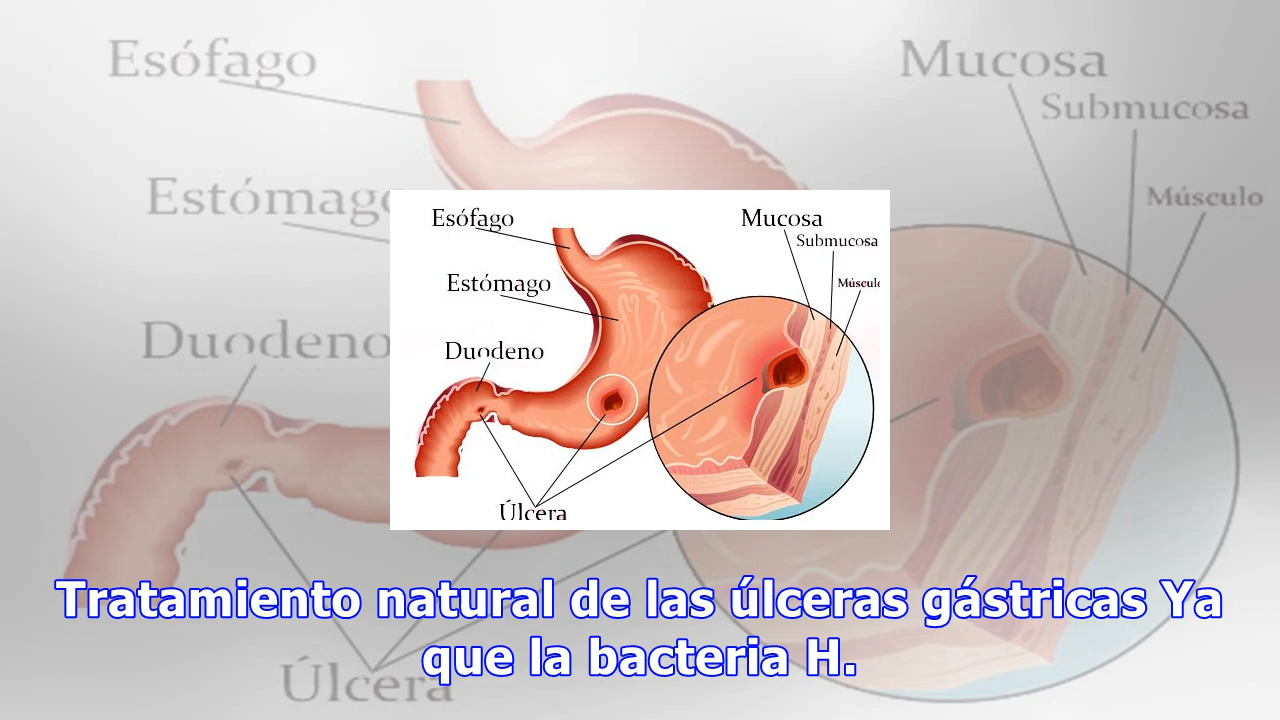 Esófago
Mucosa
Submucosa
Estómago
Músculo
Duodeno
Úlcera
Esófago
Mucosa
Submucosa
Estómago
Músculo
Duodeno
Úlcera
Tratamiento natural de las úlceras gástricas Ya
que la bacteria H.